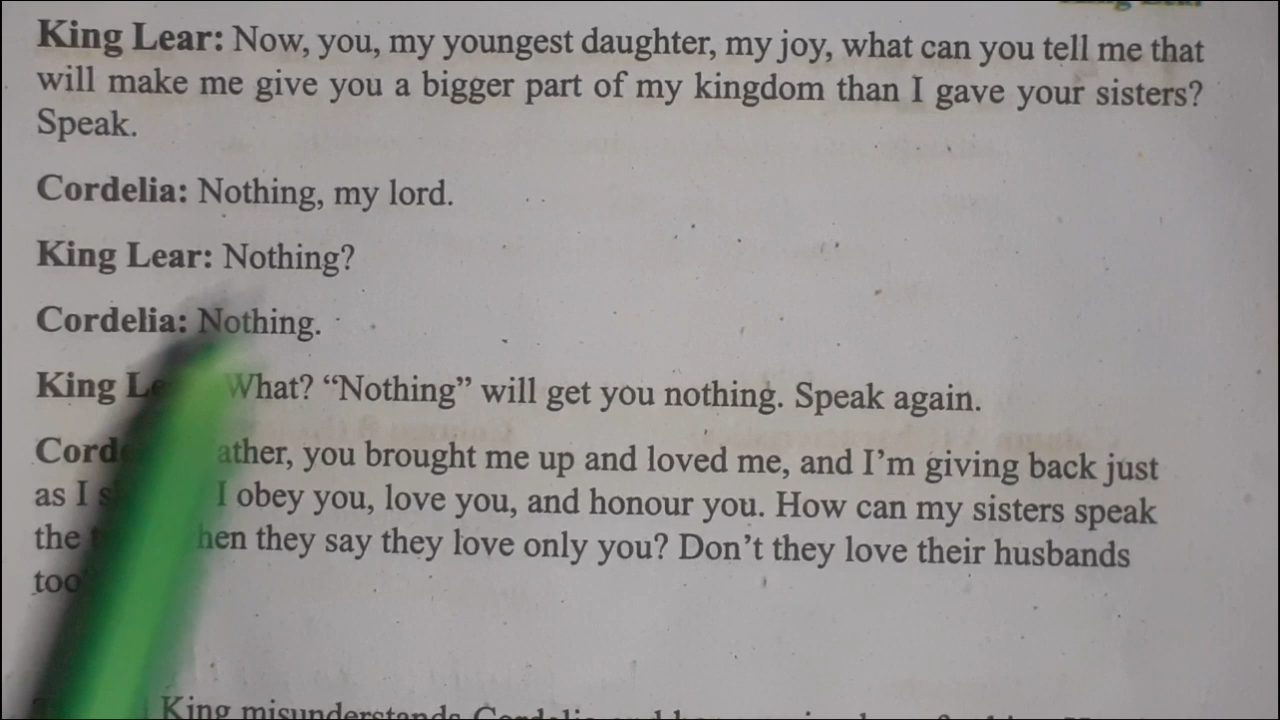 King Lear: Now, you, my youngest daughter, my joy, what can you tell me that
will make me give you a bigger part of my kingdom than I gave your sisters?
Speak.
Cordelia: Nothing, my lord.
King Lear: Nothing?
Cordelia: Nothing.
King What? “Nothing” will get you nothing. Speak again.
you brought me up and loved me, and I’m giving back just
as I I obey you, love you, and honour you. How can my sisters speak
the they say they love only you? Don’t they love their husbands
too
King misunderstands